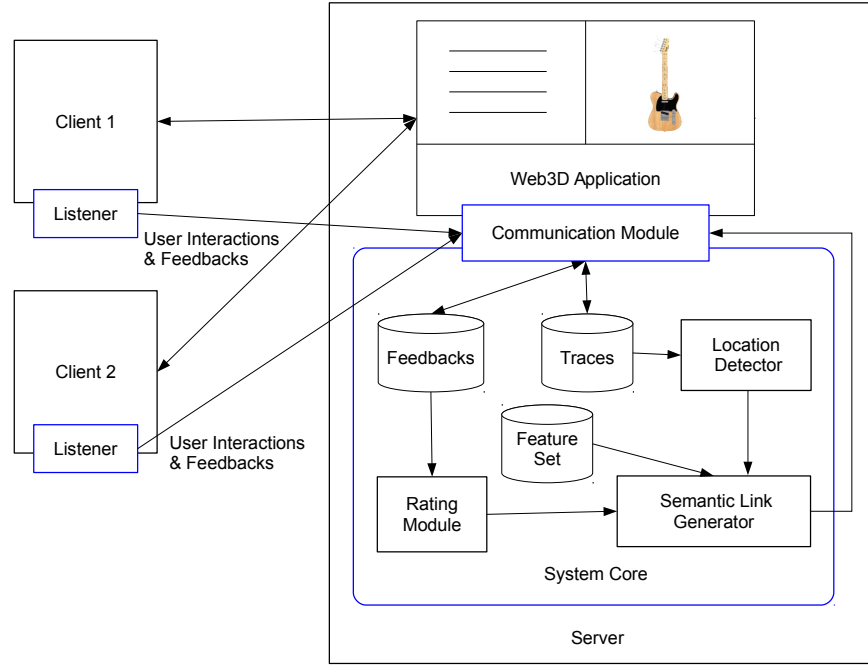 Client 1
Listener
User Interactions
& Feedbacks
Client 2
Listener
User Interactions
& Feedbacks
Web3D Application
Communication Module
Feedbacks
Traces
Location
Detector
Feature
Set
Rating
Module
Semantic Link
Generator
System Core
Server